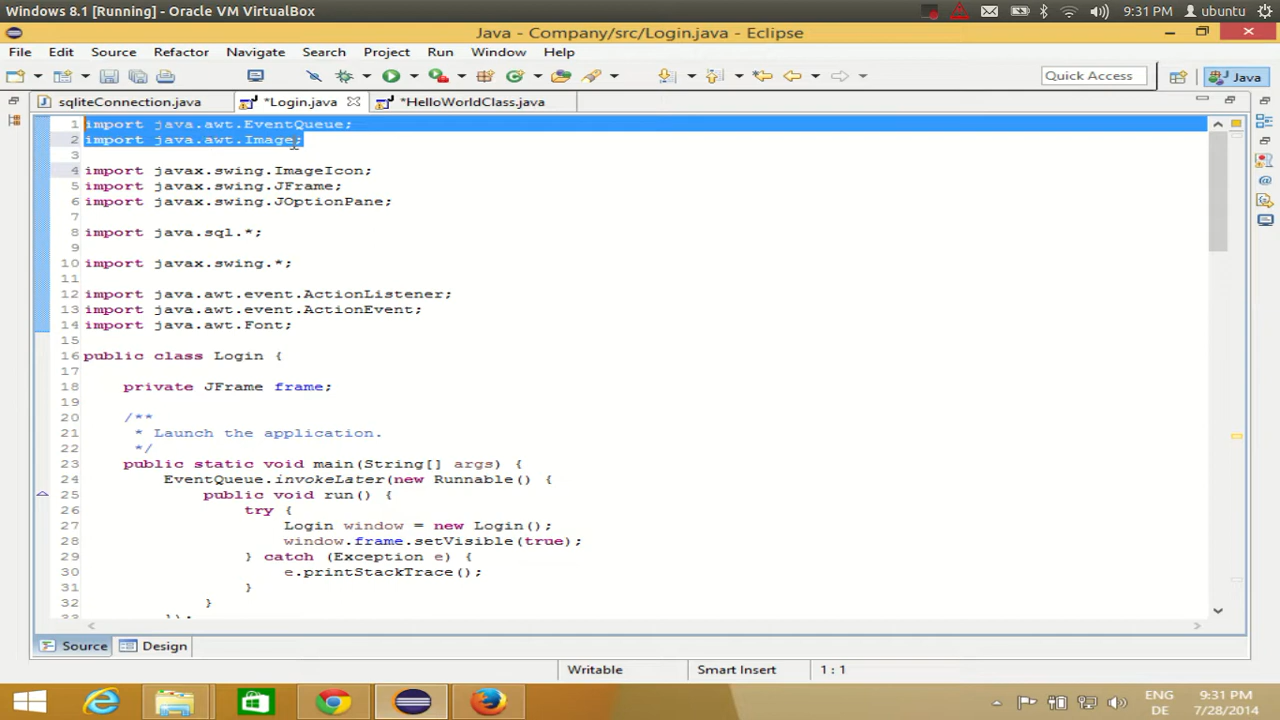 Windows 8.1 [Running] - Oracle VM VirtualBox
9:31 PM
ubuntu
Java - Company/src/Login.java - Eclipse
File Edit Source Refactor Navigate Search Project Run Window Help
Quick Access
Java
sqliteConnection.java
*Login.java
*HelloWorldClass.java
1 import java.awt.EventQueue;
2 import java.awt.Image;
3
4 import javax.swing.ImageIcon;
5 import javax.swing.JFrame;
6 import javax.swing.JOptionPane;
7
8 import java.sql.*;
9
10 import javax.swing.*;
11
12 import java.awt.event.ActionListener;
13 import java.awt.event.ActionEvent;
14 import java.awt.Font;
15
16 public class Login {
17
18 private JFrame frame;
19
20 /**
21 * Launch the application.
22 */
23 public static void main(String[] args) {
24 EventQueue.invokeLater(new Runnable() {
25 public void run() {
26 try {
27 Login window = new Login();
28 window.frame.setVisible(true);
29 } catch (Exception e) {
30 e.printStackTrace();
31 }
32 }
33 });
Source Design
Writable Smart Insert 1 : 1
ENG 9:31 PM
DE 7/28/2014